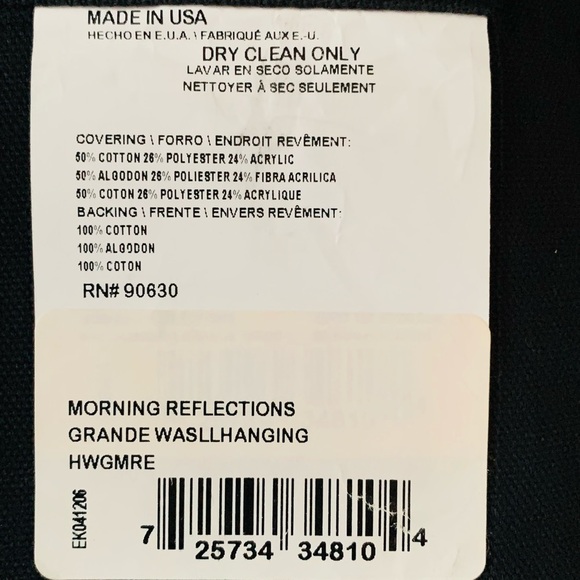 MADE IN USA
HECHO EN E.U.A. \ FABRIQUÉ AUX E.-U.
DRY CLEAN ONLY
LAVAR EN SECO SOLAMENTE
NETTOYER À SEC SEULEMENT
COVERING \ FORRO \ ENDROIT REVÊMENT:
50% COTTON 26% POLYESTER 24% ACRYLIC
50% ALGODON 26% POLIESTER 24% FIBRA ACRILICA
50% COTON 26% POLYESTER 24% ACRYLIQUE
BACKING \ FRENTE \ ENVERS REVÊMENT:
100% COTTON
100% ALGODON
100% COTON
RN# 90630
MORNING REFLECTIONS
GRANDE WASLLHANGING
HWGMRE
EK041206
7 25734 34810 4